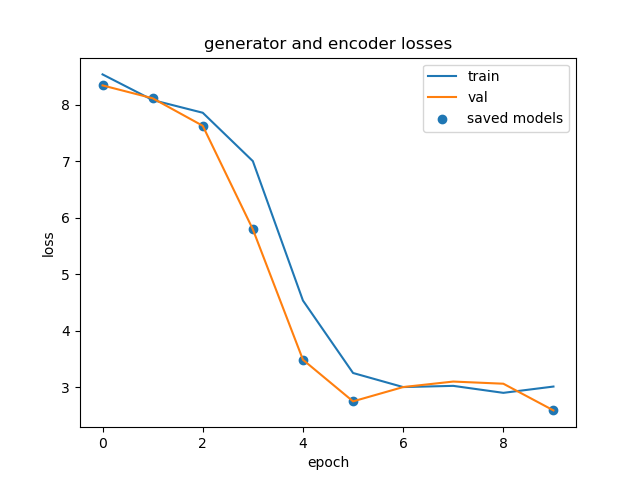 generator and encoder losses
train
val
saved models
8
7
6
5
4
3
loss
0
2
4
6
8
epoch